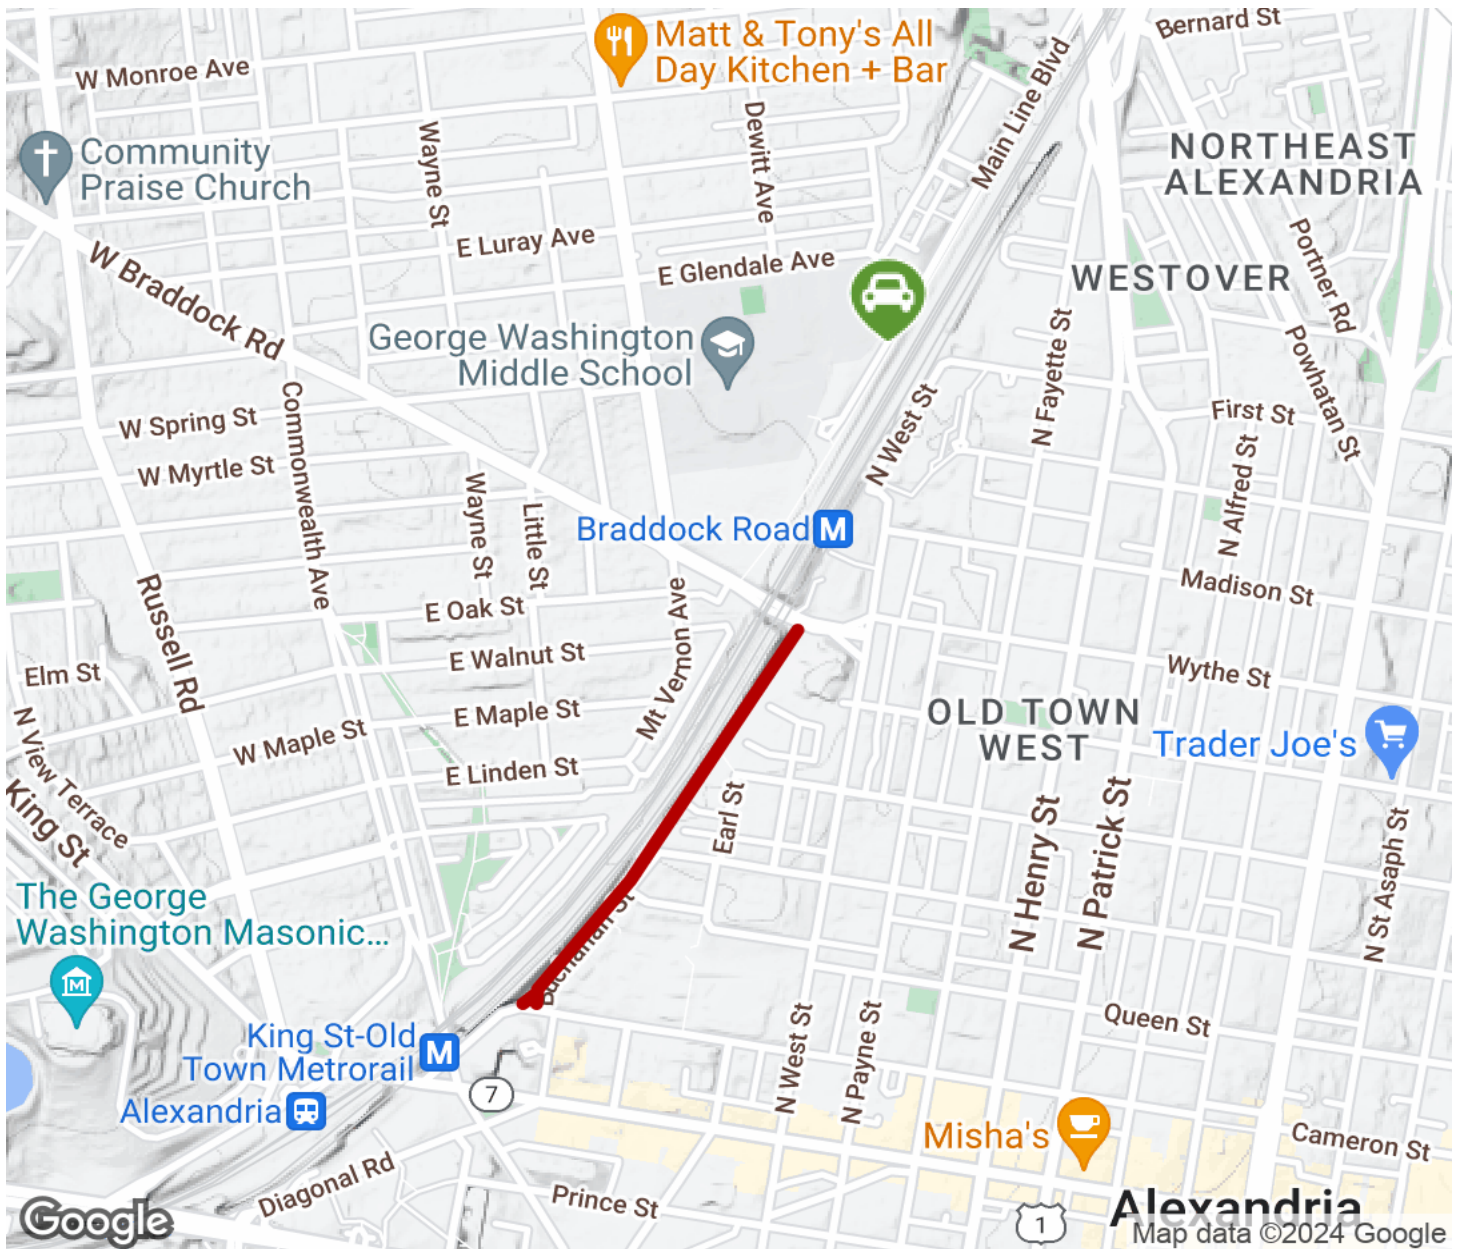 Bernard St
Matt & Tony's All
Day Kitchen + Bar
W Monroe Ave
Main Line Blvd
Dewitt Ave
Wayne St
Community
Praise Church
NORTHEAST
ALEXANDRIA
E Luray Ave
W Braddock Rd
E Glendale Ave
WESTOVER
Portner Rd
George Washington
Middle School
N Fayette St
Powhatan St
Commonwealth Ave
W Spring St
N West St
First St
W Myrtle St
N Alfred St
Wayne St
Little St
Braddock Road
M
Madison St
Russell Rd
E Oak St
Mt Vernon Ave
E Walnut St
Elm St
Wythe St
N View Terrace
E Maple St
OLD TOWN
WEST
W Maple St
Trader Joe's
E Linden St
King St
Earl St
N Henry St
N Patrick St
N St Asaph St
The George
Washington Masonic...
M
Buchanan St
Queen St
King St-Old
Town Metrorail
M
N West St
N Payne St
7
Alexandria
Misha's
Cameron St
Diagonal Rd
Prince St
1
Alexandria
Google
Map data ©2024 Google